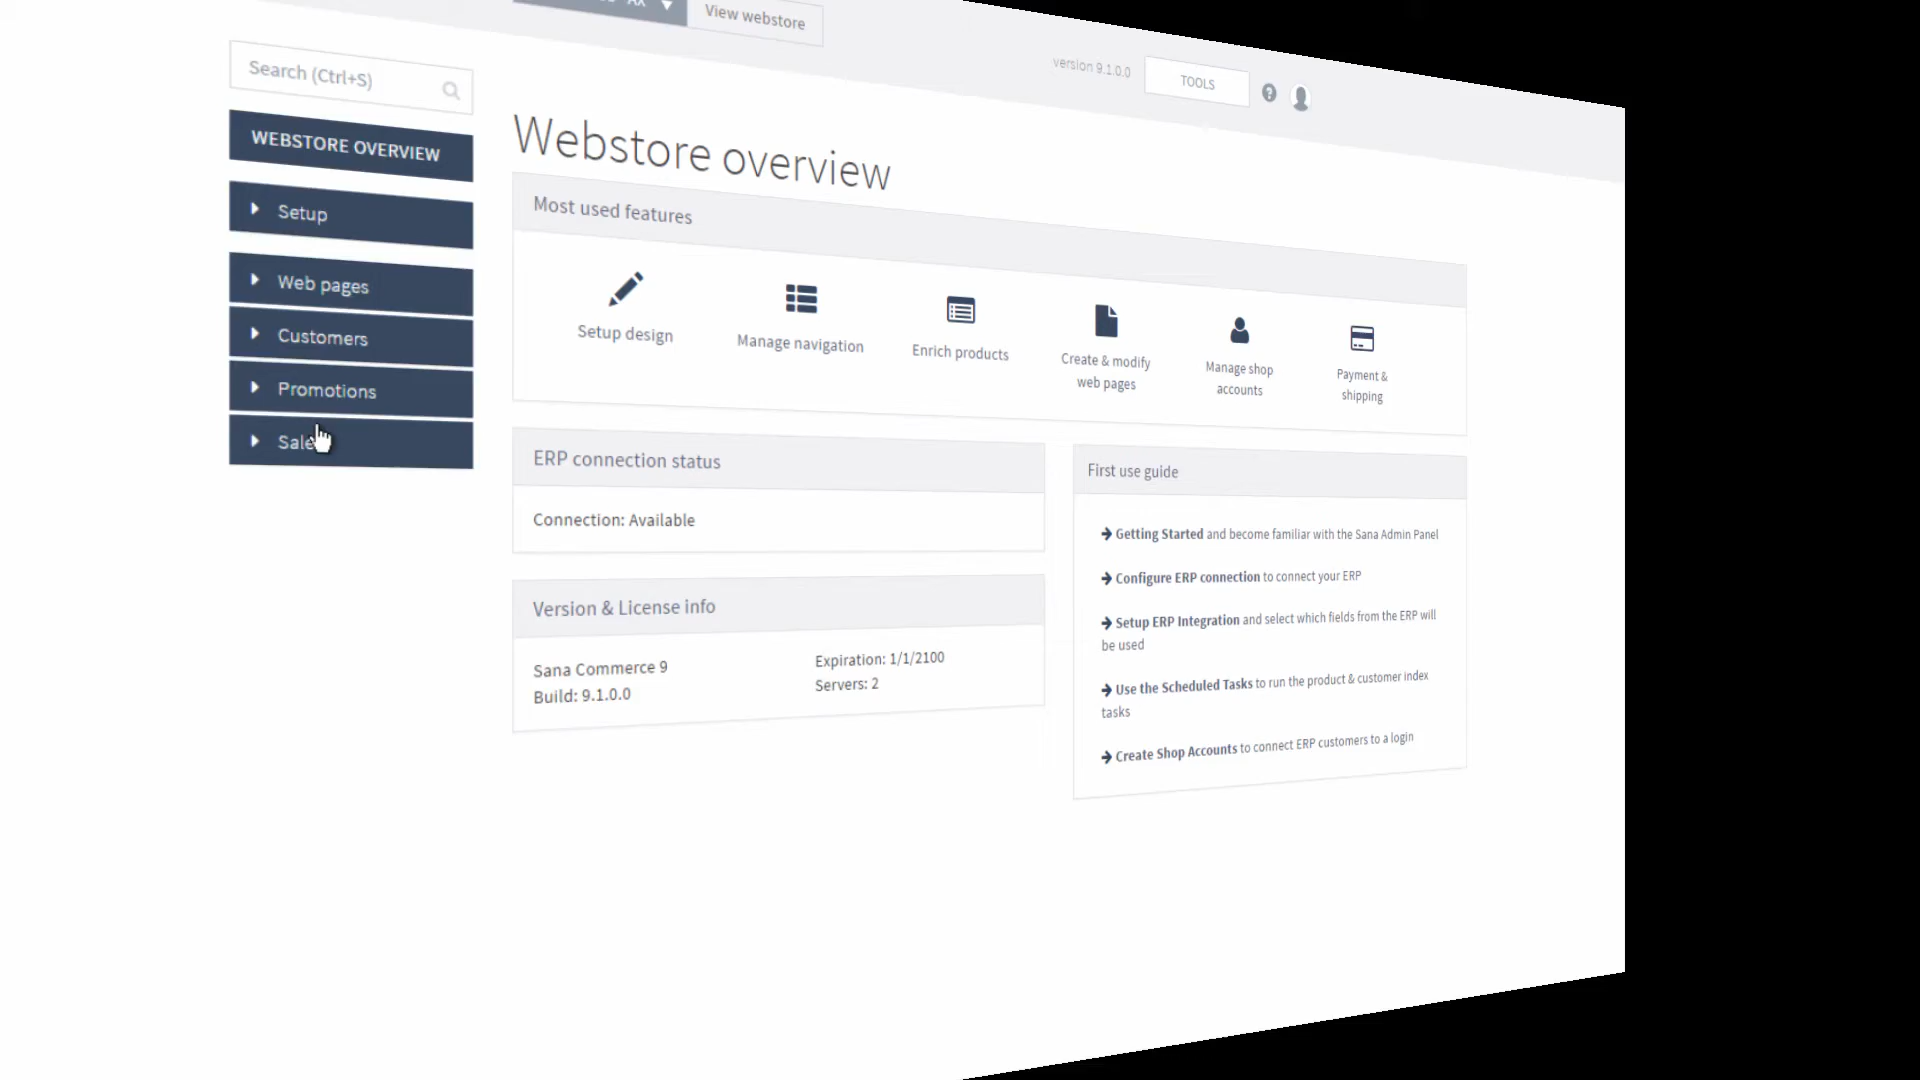 AX
View webstore
version 9.1.0.0
TOOLS
Search (Ctrl+S)
WEBSTORE OVERVIEW
Setup
Web pages
Customers
Promotions
Webstore overview
Most used features
Setup design
Manage navigation
Enrich products
Create & modify
web pages
Manage shop
accounts
Payment &
shipping
ERP connection status
Connection: Available
Version & License info
Sana Commerce 9
Build: 9.1.0.0
Expiration: 1/1/2100
Servers: 2
First use guide
Getting Started and become familiar with the Sana Admin Panel
Configure ERP connection to connect your ERP
Setup ERP Integration and select which fields from the ERP will
be used
Use the Scheduled Tasks to run the product & customer index
tasks
Create Shop Accounts to connect ERP customers to a login